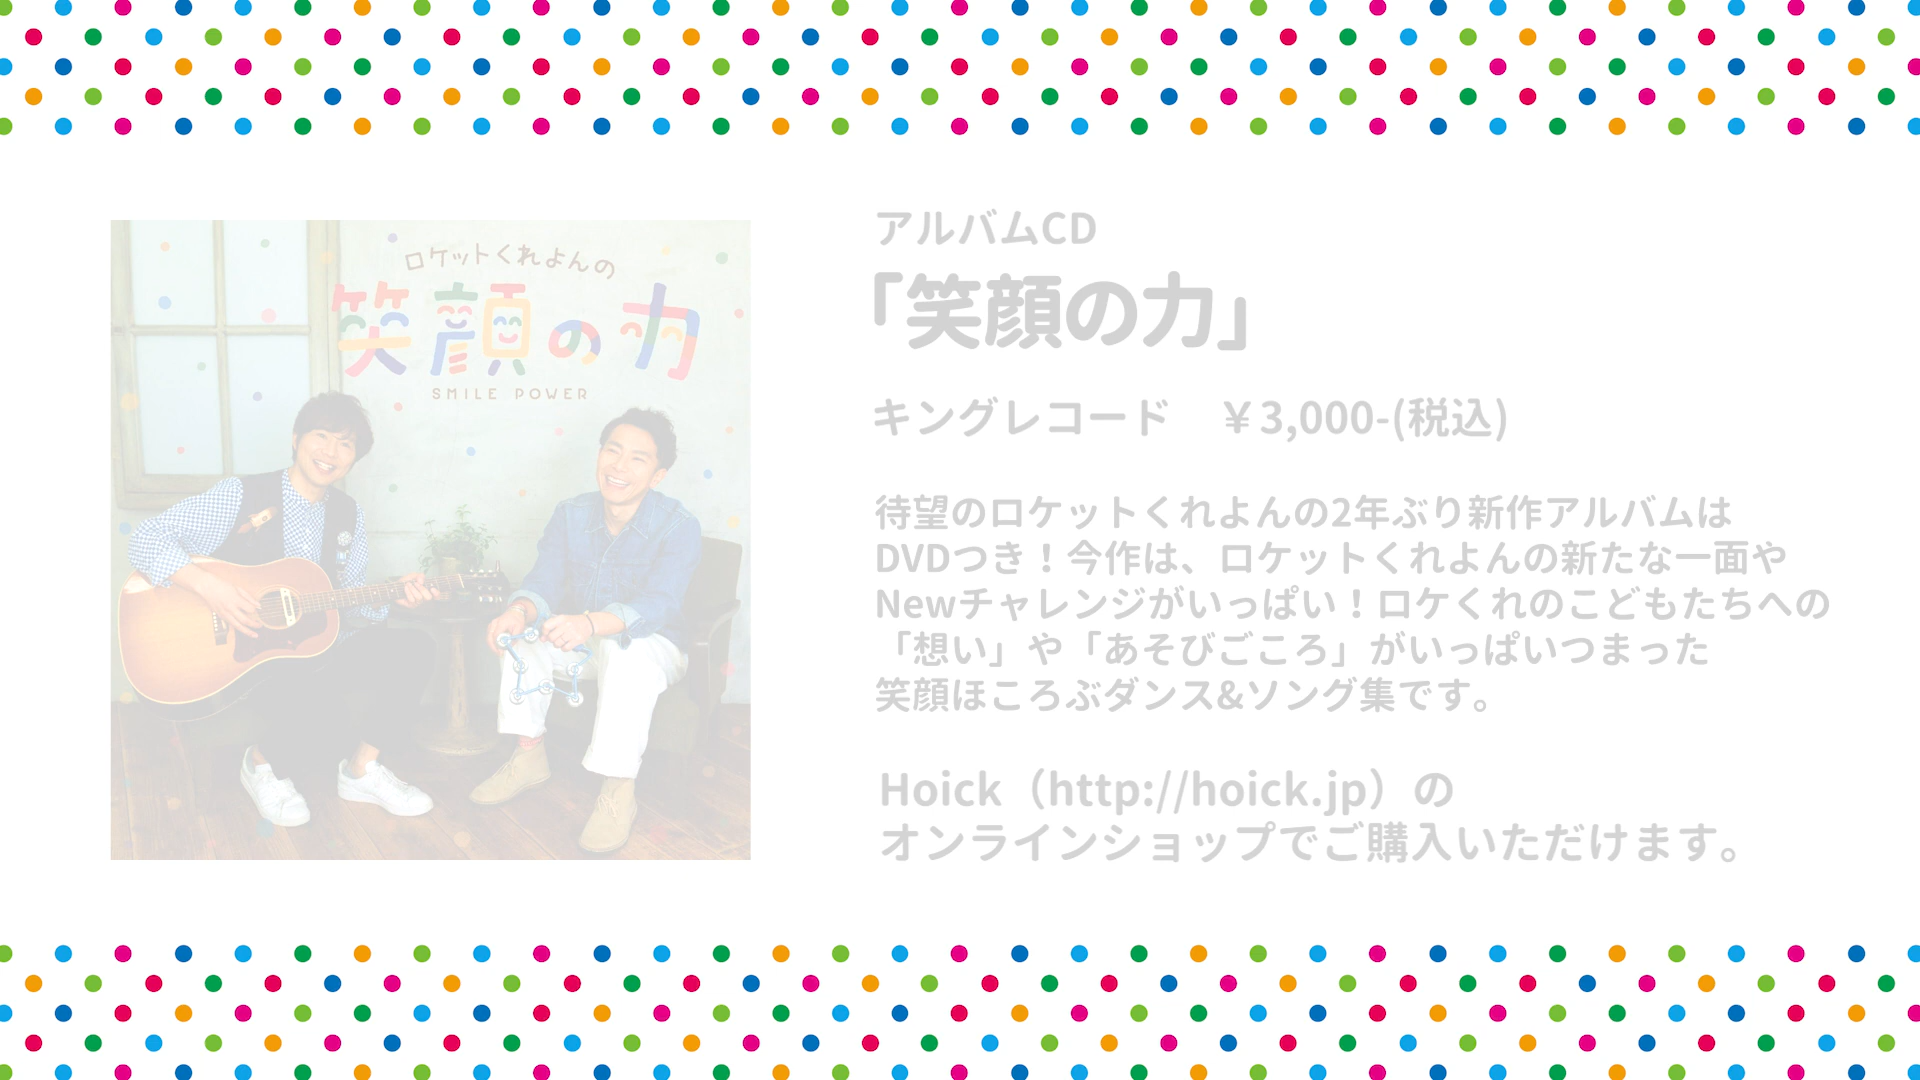 ロケットくれよんの
笑顔の力
SMILE POWER
アルバムCD
「笑顔の力」
キングレコード　￥3,000-(税込)
待望のロケットくれよんの2年ぶり新作アルバムは
DVDつき！今作は、ロケットくれよんの新たな一面や
Newチャレンジがいっぱい！ロケくれのこどもたちへの
「想い」や「あそびごころ」がいっぱいつまった
笑顔ほころぶダンス&ソング集です。
Hoick（http://hoick.jp）の
オンラインショップでご購入いただけます。